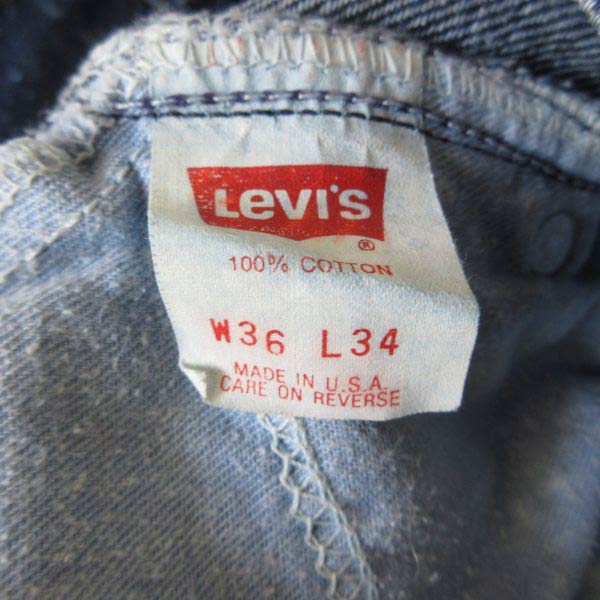 Levi's
®
100% COTTON
W36 L34
MADE IN U.S.A.
CARE ON REVERSE